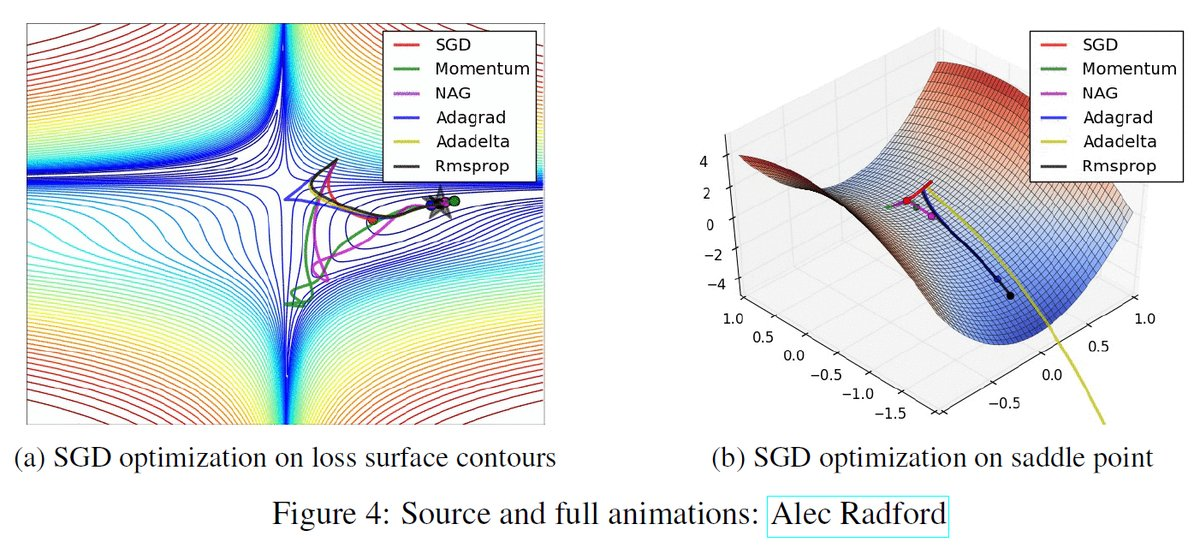 SGD
Momentum
NAG
Adagrad
Adadelta
Rmsprop
(a) SGD optimization on loss surface contours
SGD
Momentum
NAG
Adagrad
Adadelta
Rmsprop
4
2
0
−2
−4
1.0
0.5
0.0
−0.5
−1.0
−1.5
−0.5
0.0
0.5
1.0
(b) SGD optimization on saddle point
Figure 4: Source and full animations: Alec Radford